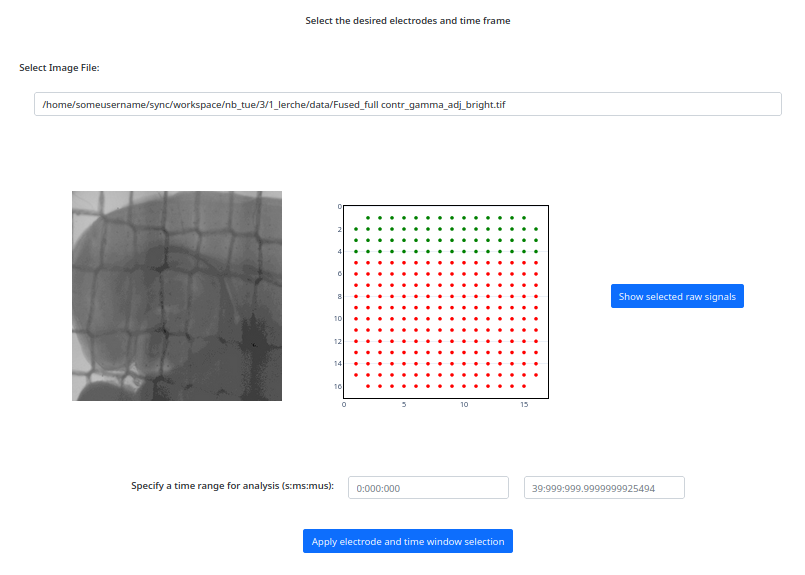 Select the desired electrodes and time frame
Select Image File:
/home/someusername/sync/workspace/nb_tue/3/1_lerche/data/Fused_full contr_gamma_adj_bright.tif
0
2
4
6
8
10
12
14
16
0 5 10 15
Show selected raw signals
Specify a time range for analysis (s:ms:mus): 0:000:000 39:999:999.9999999925494
Apply electrode and time window selection